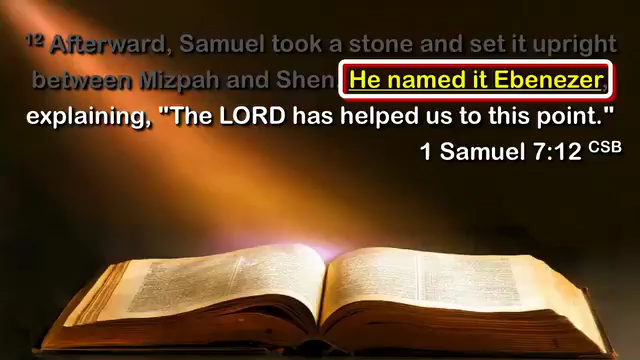 ¹² Afterward, Samuel took a stone and set it upright
between Mizpah and Shen. He named it Ebenezer,
explaining, "The LORD has helped us to this point."
1 Samuel 7:12 CSB